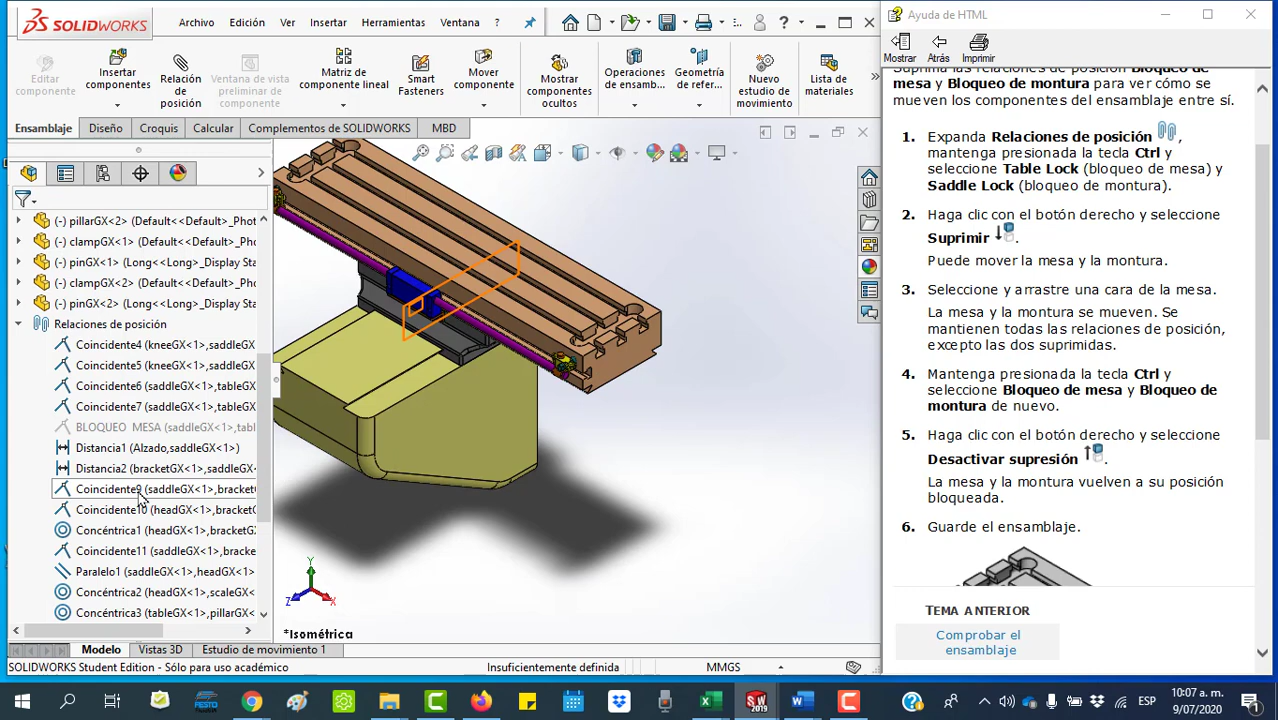 SOLIDWORKS
Archivo Edición Ver Insertar Herramientas Ventana ?
Editar componente
Insertar componentes
Relación de posición
Ventana de vista preliminar de componente
Matriz de componente lineal
Smart Fasteners
Mover componente
Mostrar componentes ocultos
Operaciones de ensamb...
Geometría de refer...
Nuevo estudio de movimiento
Lista de materiales
Ensamblaje Diseño Croquis Calcular Complementos de SOLIDWORKS MBD
(-) pillarGX<2> (Default<<Default>_Phot
(-) clampGX<1> (Default<<Default>_Pho
(-) pinGX<1> (Long<<Long>_Display Sta
(-) clampGX<2> (Default<<Default>_Pho
(-) pinGX<2> (Long<<Long>_Display Sta
Relaciones de posición
Coincidente4 (kneeGX<1>,saddleGX
Coincidente5 (kneeGX<1>,saddleGX
Coincidente6 (saddleGX<1>,tableGX
Coincidente7 (saddleGX<1>,tableGX
BLOQUEO MESA (saddleGX<1>,tabl
Distancia1 (Alzado,saddleGX<1>)
Distancia2 (bracketGX<1>,saddleGX<
Coincidente9 (saddleGX<1>,bracketG
Coincidente10 (headGX<1>,bracketG
Concéntrica1 (headGX<1>,bracketGX
Coincidente11 (saddleGX<1>,bracke
Paralelo1 (saddleGX<1>,headGX<1>
Concéntrica2 (headGX<1>,scaleGX<
Concéntrica3 (tableGX<1>,pillarGX<
Y
Z
X
*Isométrica
Modelo Vistas 3D Estudio de movimiento 1
SOLIDWORKS Student Edition - Sólo para uso académico Insuficientemente definida MMGS
Ayuda de HTML
Mostrar Atrás Imprimir
Suprima las relaciones de posición Bloqueo de
mesa y Bloqueo de montura para ver cómo se
mueven los componentes del ensamblaje entre sí.
1. Expanda Relaciones de posición ,
mantenga presionada la tecla Ctrl y
seleccione Table Lock (bloqueo de mesa) y
Saddle Lock (bloqueo de montura).
2. Haga clic con el botón derecho y seleccione
Suprimir .
Puede mover la mesa y la montura.
3. Seleccione y arrastre una cara de la mesa.
La mesa y la montura se mueven. Se
mantienen todas las relaciones de posición,
excepto las dos suprimidas.
4. Mantenga presionada la tecla Ctrl y
seleccione Bloqueo de mesa y Bloqueo de
montura de nuevo.
5. Haga clic con el botón derecho y seleccione
Desactivar supresión .
La mesa y la montura vuelven a su posición
bloqueada.
6. Guarde el ensamblaje.
TEMA ANTERIOR
Comprobar el
ensamblaje
FESTO
SW
2019
ESP
10:07 a. m.
9/07/2020
1